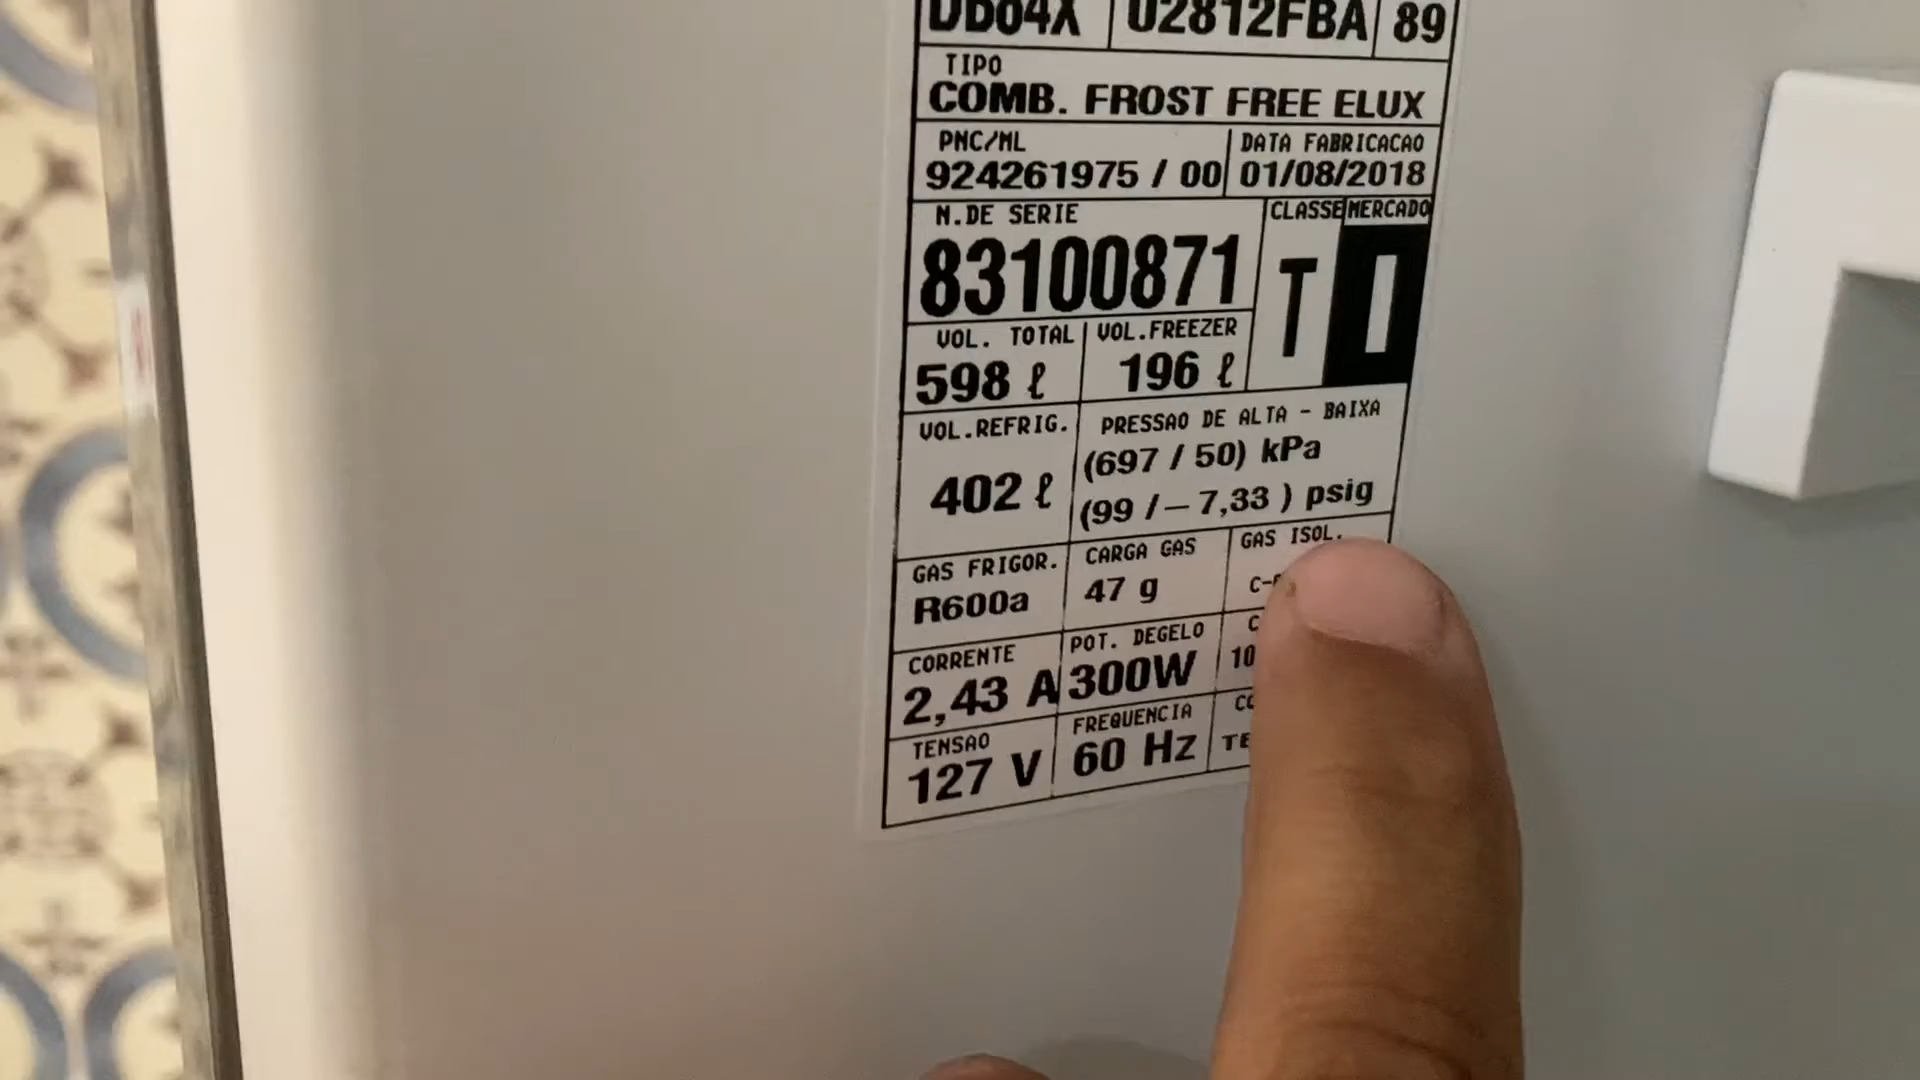 02812FBA 89
TIPO
COMB. FROST FREE ELUX
PNC/ML DATA FABRICACAO
924261975 / 00 01/08/2018
N.DE SERIE CLASSE MERCADO
83100871 T I
VOL. TOTAL VOL.FREEZER
598 ℓ 196 ℓ
VOL.REFRIG. PRESSAO DE ALTA - BAIXA
402 ℓ (697 / 50) kPa
(99 /– 7,33 ) psig
GAS FRIGOR. CARGA GAS GAS ISOL.
R600a 47 g
CORRENTE POT. DEGELO
2,43 A 300W 10
TENSAO FREQUENCIA
127 V 60 Hz